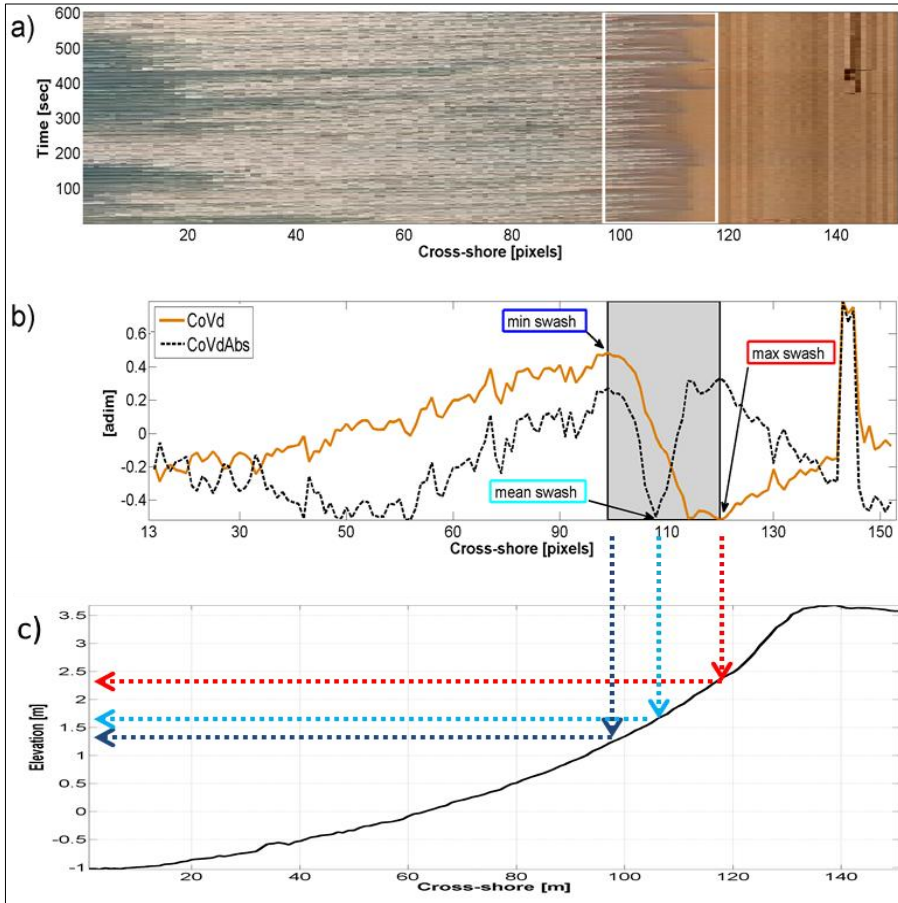 a)
600
500
400
300
200
100
Time [sec]
20 40 60 80 100 120 140
Cross-shore [pixels]
b)
CoVd
CoVdAbs
min swash
max swash
mean swash
0.6
0.4
0.2
0
-0.2
-0.4
[adim]
13 30 50 60 90 110 130 150
Cross-shore [pixels]
c)
3.5
3
2.5
2
1.5
1
0.5
0
-0.5
-1
Elevation [m]
20 40 60 80 100 120 140
Cross-shore [m]